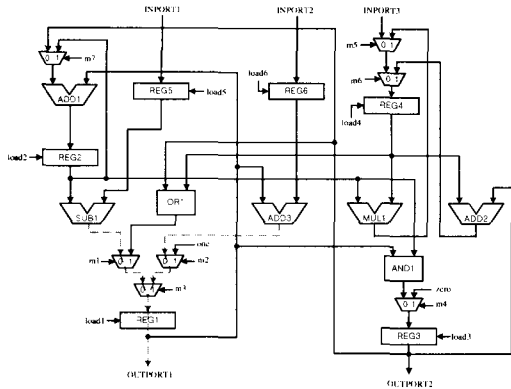 INPORT1 INPORT2 INPORT3
m5 0 1
0 1 m7
m6 0 1
load6
ADD1 REG5 load5 REG6 REG4
load4
load2 REG2
OR1
SUB1 ADD3 MUL1 ADD2
one
m1 0 1 0 1 m2
AND1
0 1 m3
zero
0 1 m4
load1 REG1
REG3 load3
OUTPORT1
OUTPORT2